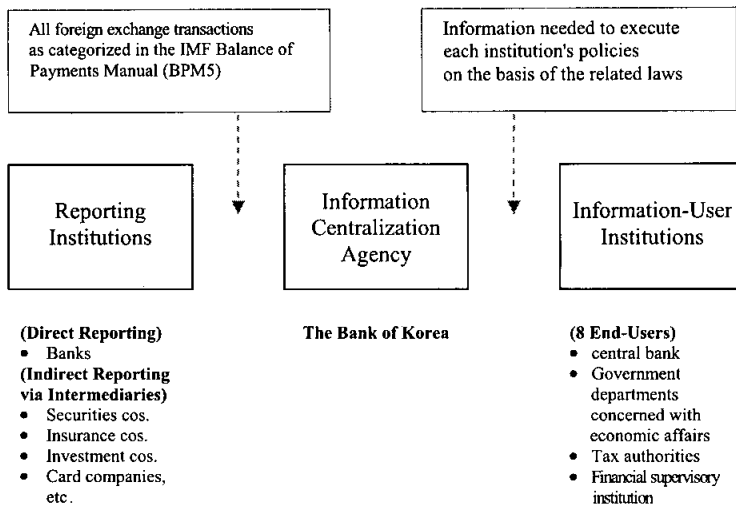 All foreign exchange transactions
as categorized in the IMF Balance of
Payments Manual (BPM5)
Information needed to execute
each institution's policies
on the basis of the related laws
Reporting
Institutions
Information
Centralization
Agency
Information-User
Institutions
(Direct Reporting)
• Banks
(Indirect Reporting
via Intermediaries)
• Securities cos.
• Insurance cos.
• Investment cos.
• Card companies,
etc.
The Bank of Korea
(8 End-Users)
• central bank
• Government
departments
concerned with
economic affairs
• Tax authorities
• Financial supervisory
institution